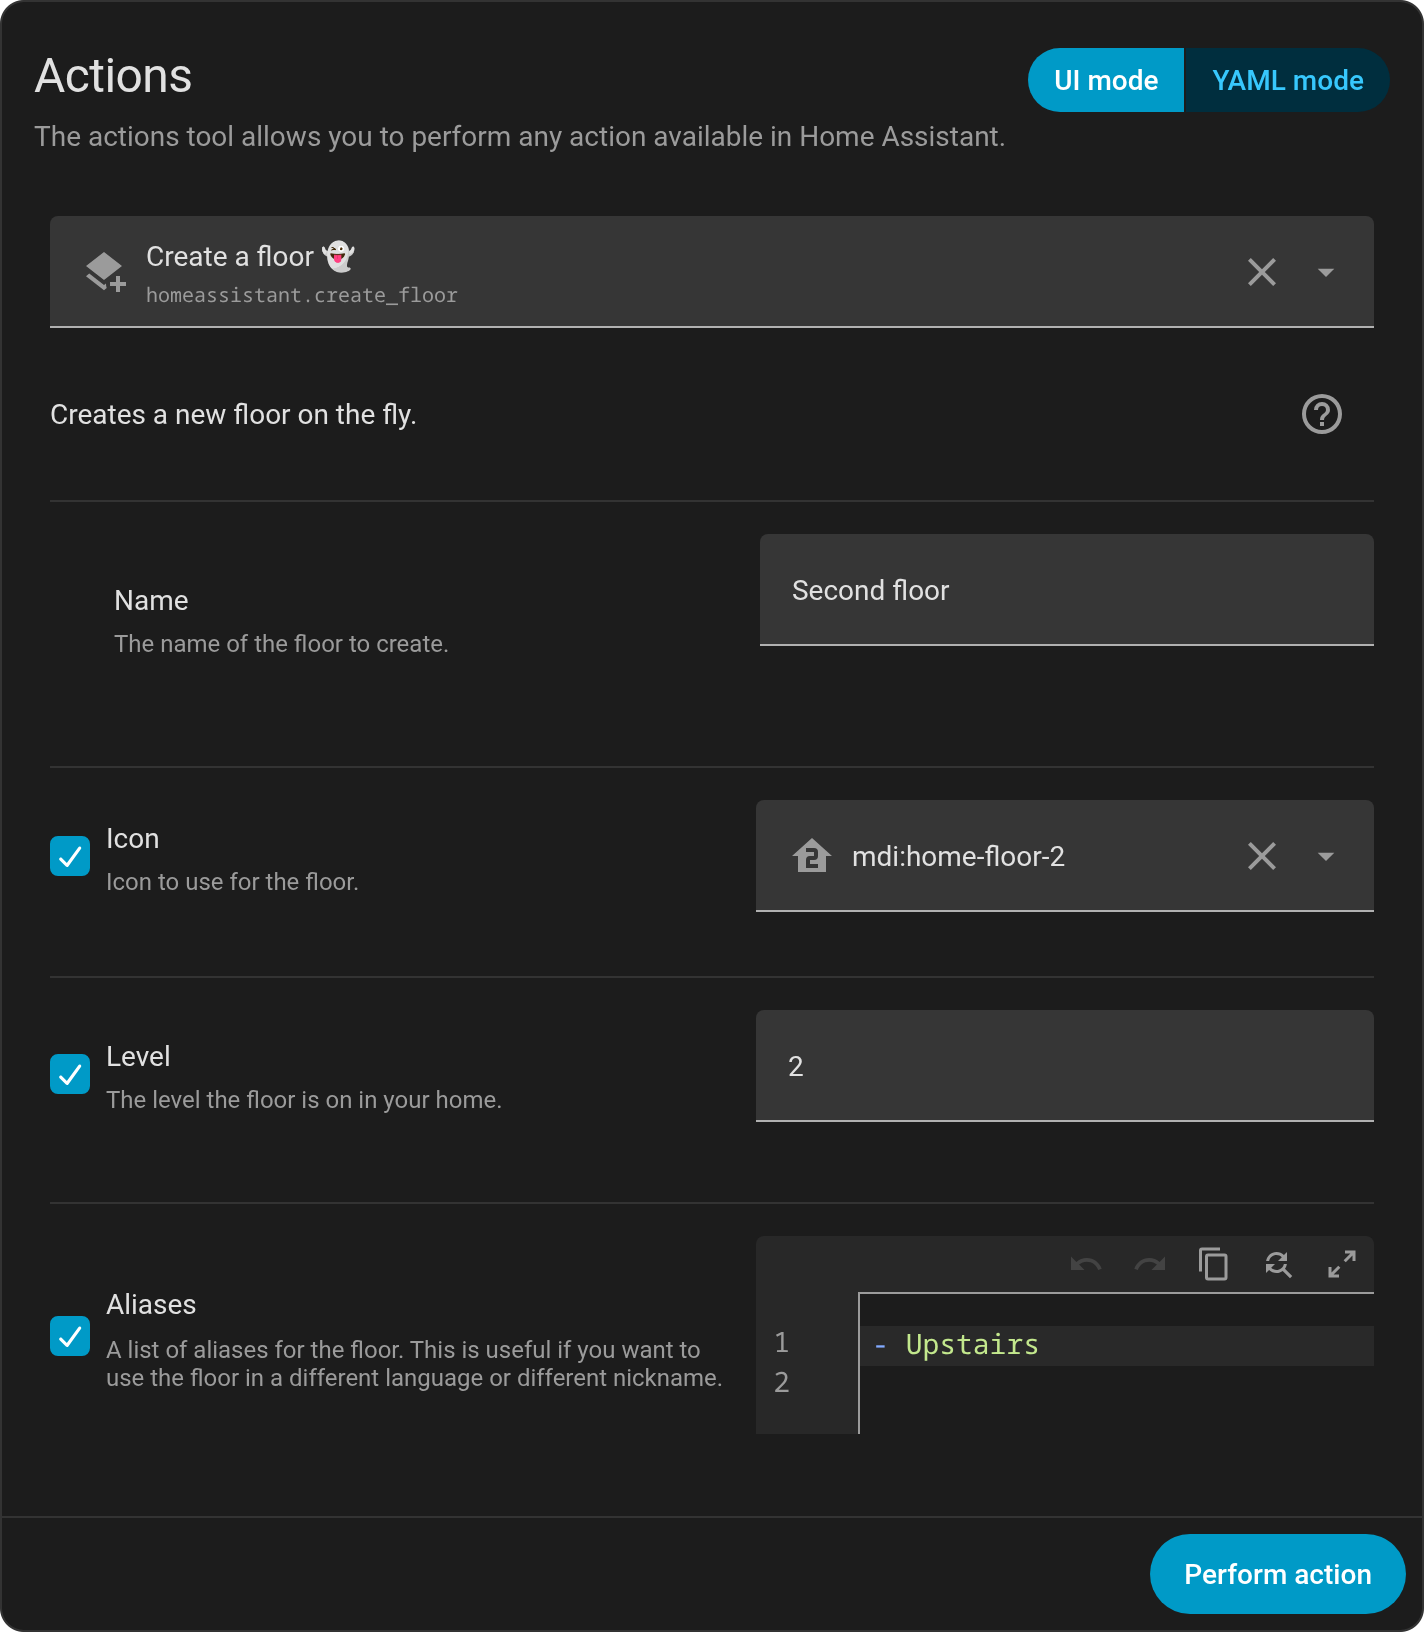 Actions
UI mode
YAML mode
The actions tool allows you to perform any action available in Home Assistant.
Create a floor 👻
homeassistant.create_floor
Creates a new floor on the fly.
Name
The name of the floor to create.
Second floor
Icon
Icon to use for the floor.
mdi:home-floor-2
Level
The level the floor is on in your home.
2
Aliases
A list of aliases for the floor. This is useful if you want to
use the floor in a different language or different nickname.
1 - Upstairs
2
Perform action